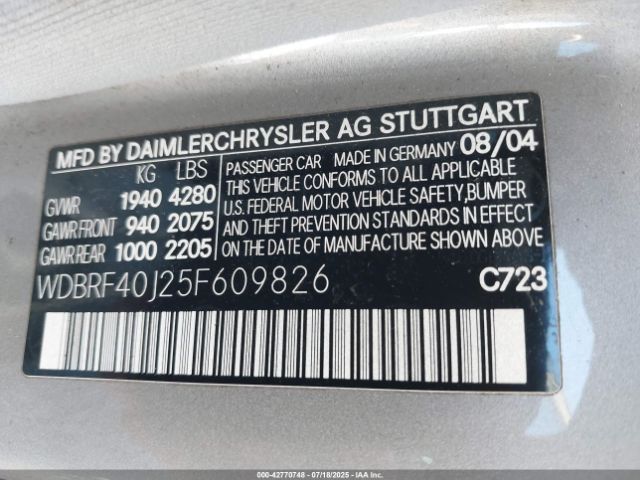 MFD BY DAIMLERCHRYSLER AG STUTTGART
KG LBS
GVWR 1940 4280
GAWR FRONT 940 2075
GAWR REAR 1000 2205
PASSENGER CAR MADE IN GERMANY 08/04
THIS VEHICLE CONFORMS TO ALL APPLICABLE
U.S. FEDERAL MOTOR VEHICLE SAFETY,BUMPER
AND THEFT PREVENTION STANDARDS IN EFFECT
ON THE DATE OF MANUFACTURE SHOWN ABOVE.
WDBRF40J25F609826 C723
000-42770748 | 07/18/2025 | IAAI.COM